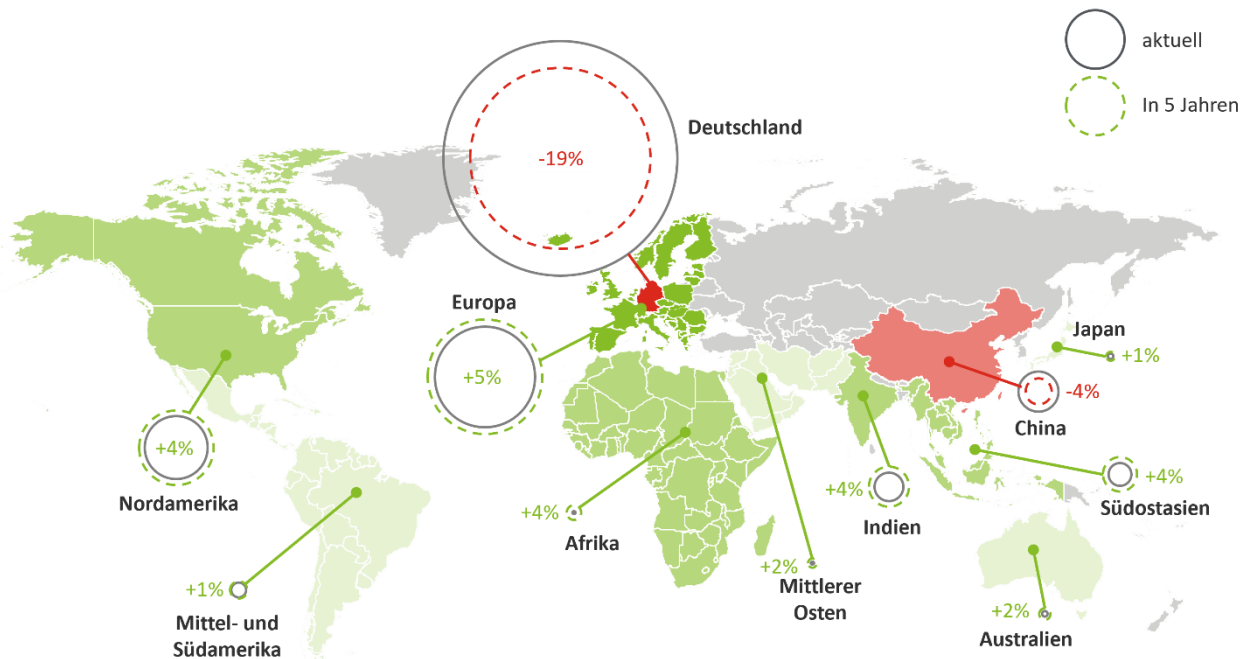 aktuell
In 5 Jahren
Deutschland
-19%
Europa
+5%
Japan
+1%
-4%
China
+4%
Nordamerika
+4%
Südostasien
+4%
Indien
+4%
Afrika
+2%
Mittlerer
Osten
+1%
Mittel- und
Südamerika
+2%
Australien